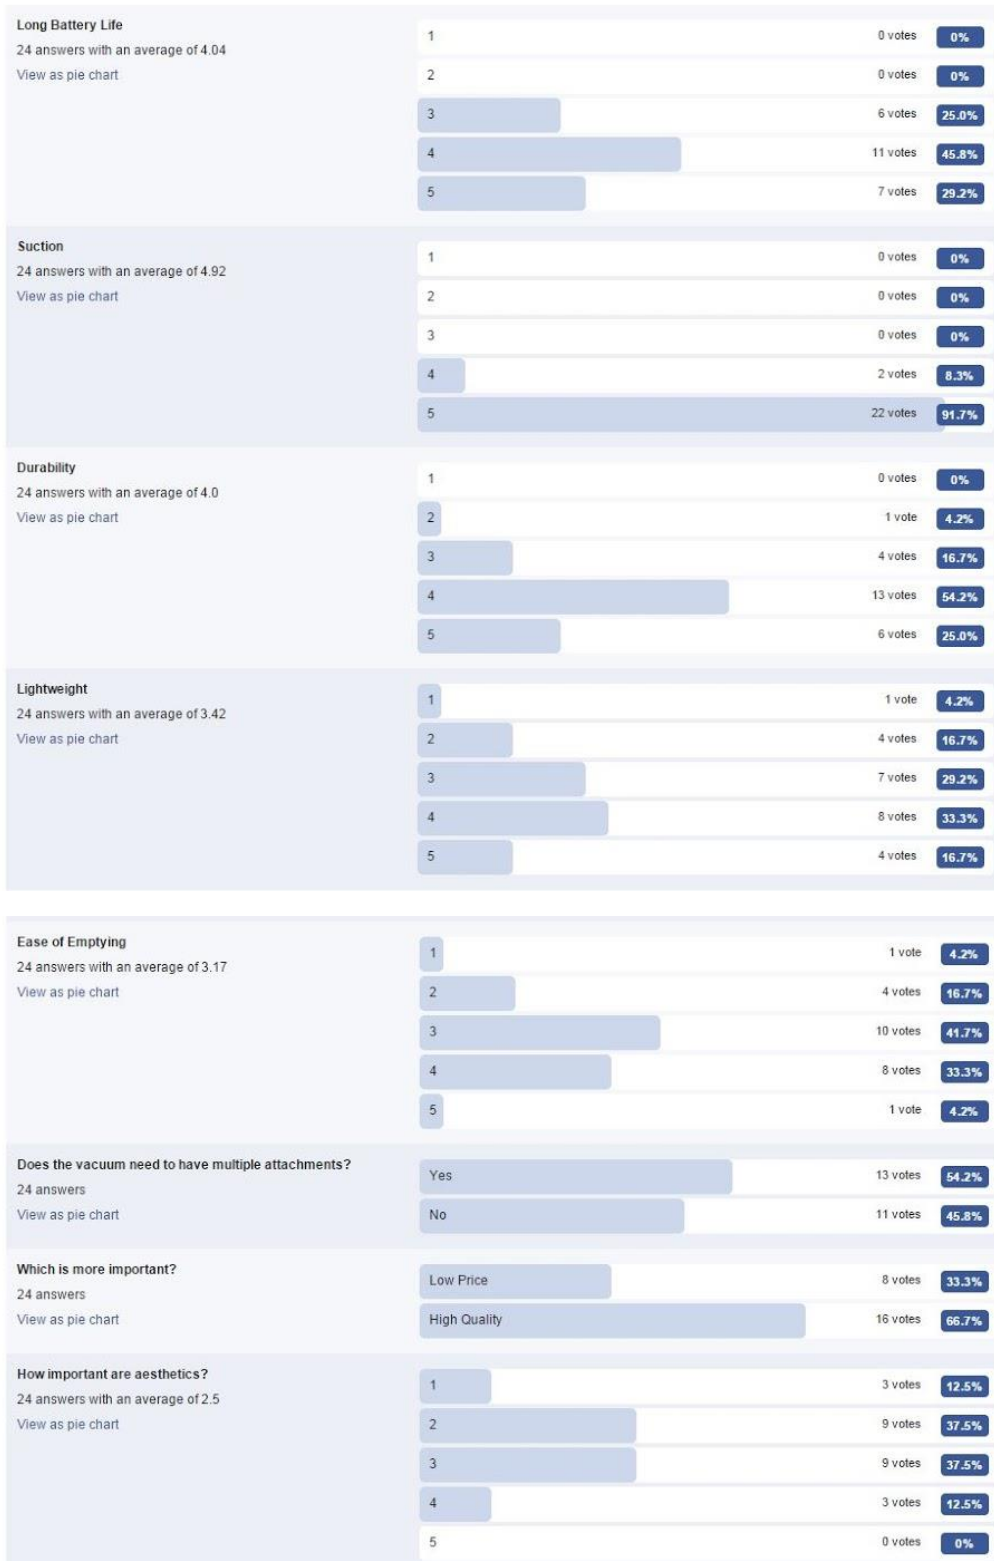 Long Battery Life
24 answers with an average of 4.04
View as pie chart
1 0 votes 0%
2 0 votes 0%
3 6 votes 25.0%
4 11 votes 45.8%
5 7 votes 29.2%
Suction
24 answers with an average of 4.92
View as pie chart
1 0 votes 0%
2 0 votes 0%
3 0 votes 0%
4 2 votes 8.3%
5 22 votes 91.7%
Durability
24 answers with an average of 4.0
View as pie chart
1 0 votes 0%
2 1 vote 4.2%
3 4 votes 16.7%
4 13 votes 54.2%
5 6 votes 25.0%
Lightweight
24 answers with an average of 3.42
View as pie chart
1 1 vote 4.2%
2 4 votes 16.7%
3 7 votes 29.2%
4 8 votes 33.3%
5 4 votes 16.7%
Ease of Emptying
24 answers with an average of 3.17
View as pie chart
1 1 vote 4.2%
2 4 votes 16.7%
3 10 votes 41.7%
4 8 votes 33.3%
5 1 vote 4.2%
Does the vacuum need to have multiple attachments?
24 answers
View as pie chart
Yes 13 votes 54.2%
No 11 votes 45.8%
Which is more important?
24 answers
View as pie chart
Low Price 8 votes 33.3%
High Quality 16 votes 66.7%
How important are aesthetics?
24 answers with an average of 2.5
View as pie chart
1 3 votes 12.5%
2 9 votes 37.5%
3 9 votes 37.5%
4 3 votes 12.5%
5 0 votes 0%